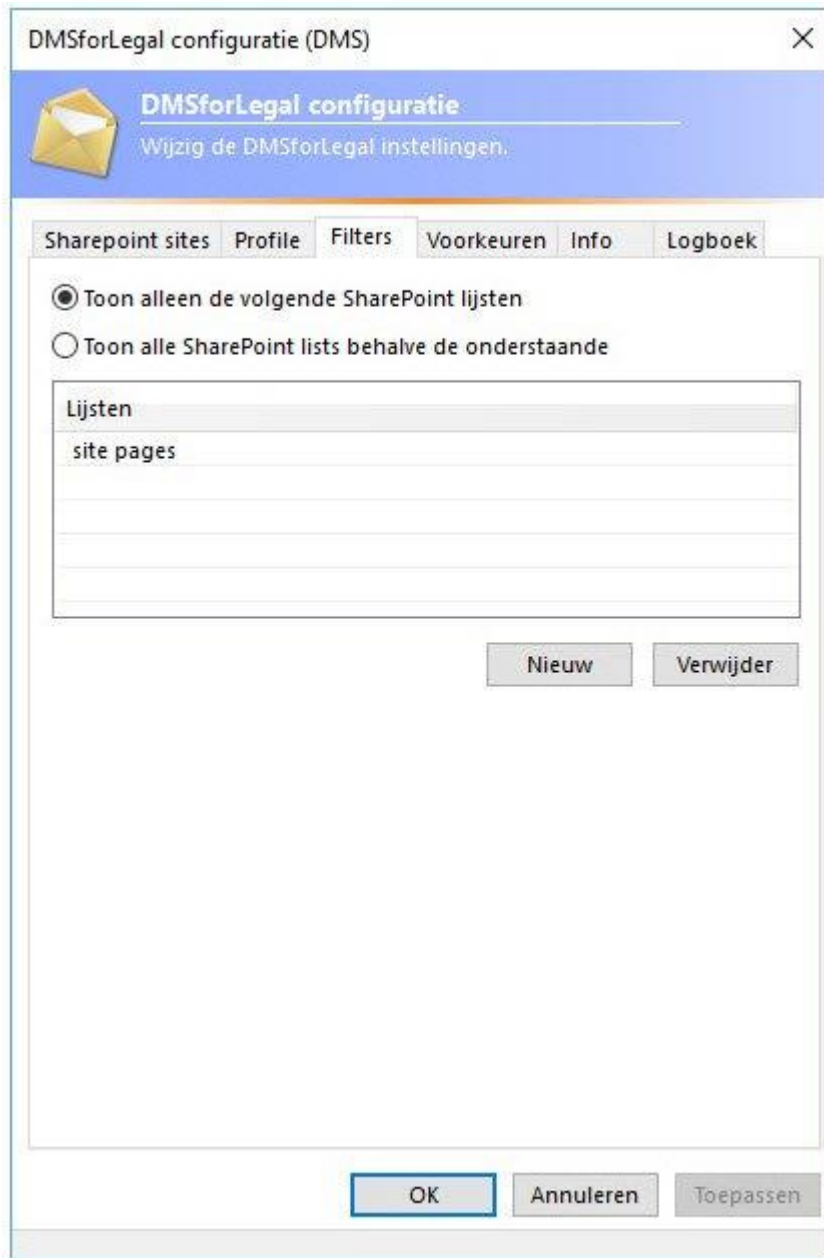 DMSforLegal configuratie (DMS)
DMSforLegal configuratie
Wijzig de DMSforLegal instellingen.
Sharepoint sites Profile Filters Voorkeuren Info Logboek
Toon alleen de volgende SharePoint lijsten
Toon alle SharePoint lists behalve de onderstaande
Lijsten
site pages
Nieuw Verwijder
OK Annuleren Toepassen